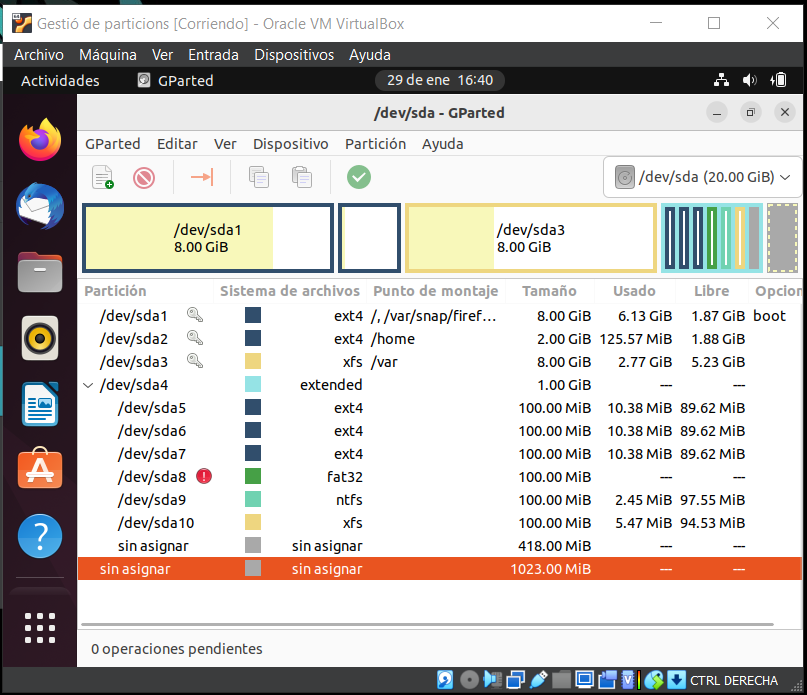 Gestió de particions [Corriendo] - Oracle VM VirtualBox
Archivo Máquina Ver Entrada Dispositivos Ayuda
Actividades GParted 29 de ene 16:40
/dev/sda - GParted
GParted Editar Ver Dispositivo Partición Ayuda
/dev/sda (20.00 GiB)
/dev/sda1 /dev/sda3
8.00 GiB 8.00 GiB
Partición Sistema de archivos Punto de montaje Tamaño Usado Libre Opcion
/dev/sda1 ext4 /, /var/snap/firef... 8.00 GiB 6.13 GiB 1.87 GiB boot
/dev/sda2 ext4 /home 2.00 GiB 125.57 MiB 1.88 GiB
/dev/sda3 xfs /var 8.00 GiB 2.77 GiB 5.23 GiB
/dev/sda4 extended 1.00 GiB --- ---
/dev/sda5 ext4 100.00 MiB 10.38 MiB 89.62 MiB
/dev/sda6 ext4 100.00 MiB 10.38 MiB 89.62 MiB
/dev/sda7 ext4 100.00 MiB 10.38 MiB 89.62 MiB
/dev/sda8 fat32 100.00 MiB --- ---
/dev/sda9 ntfs 100.00 MiB 2.45 MiB 97.55 MiB
/dev/sda10 xfs 100.00 MiB 5.47 MiB 94.53 MiB
sin asignar sin asignar 418.00 MiB --- ---
sin asignar sin asignar 1023.00 MiB --- ---
0 operaciones pendientes
CTRL DERECHA